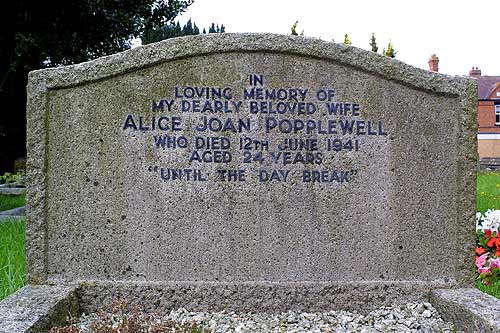 IN
LOVING MEMORY OF
MY DEARLY BELOVED WIFE
ALICE JOAN POPPLEWELL
WHO DIED 12TH JUNE 1941
AGED 24 YEARS
"UNTIL THE DAY BREAK"